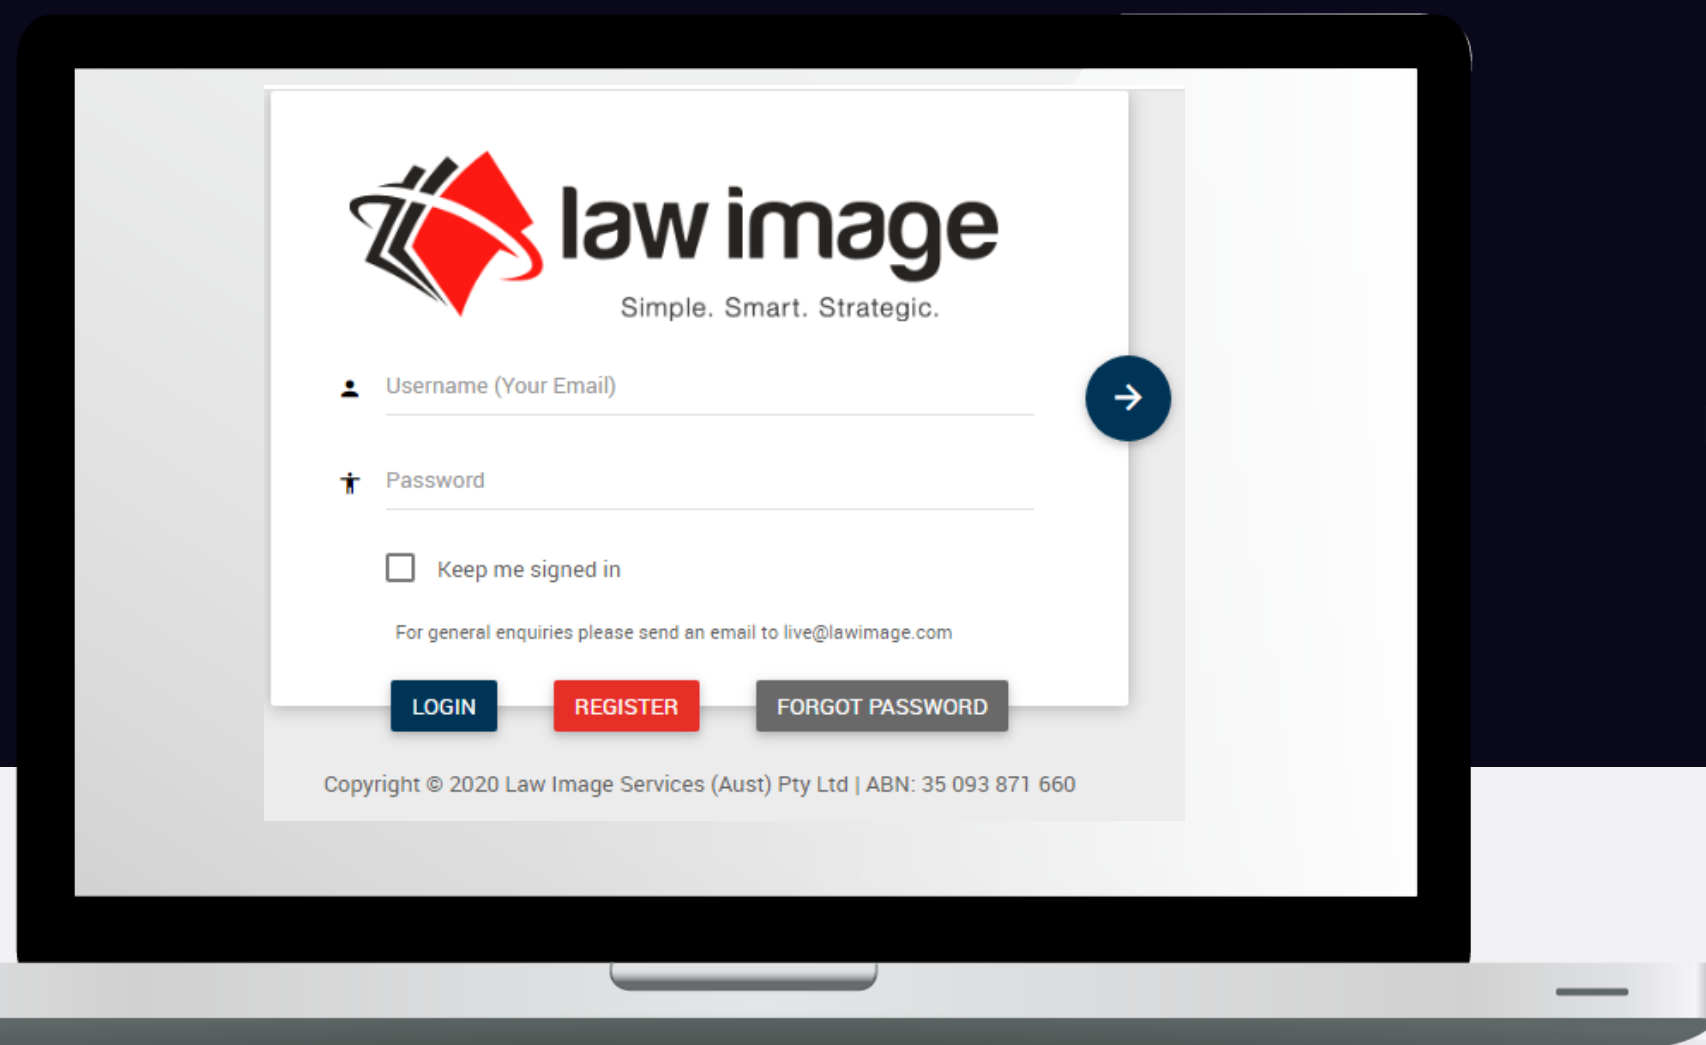 law image
Simple. Smart. Strategic.
Username (Your Email)
Password
Keep me signed in
For general enquiries please send an email to live@lawimage.com
LOGIN REGISTER FORGOT PASSWORD
Copyright © 2020 Law Image Services (Aust) Pty Ltd | ABN: 35 093 871 660